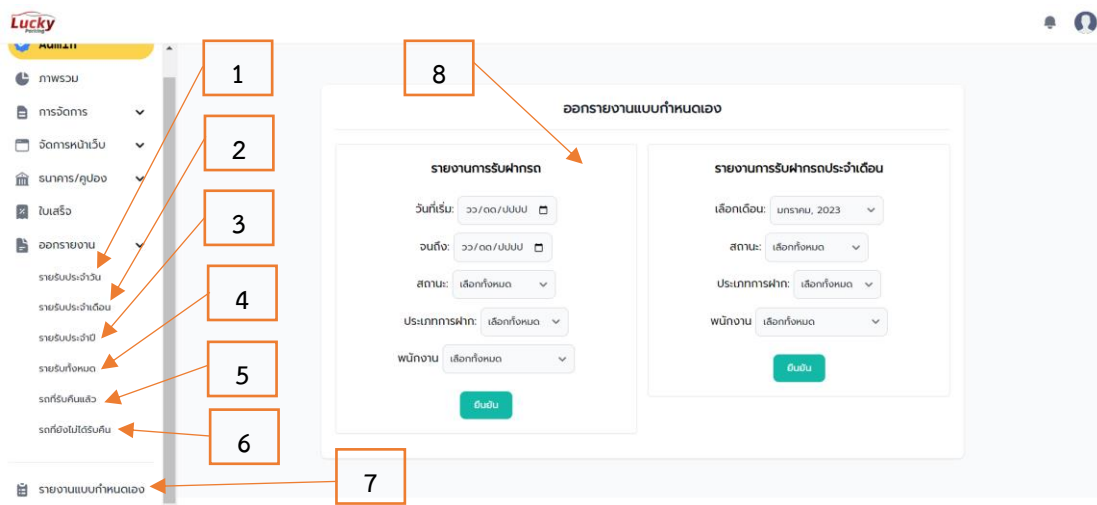 Lucky
Parking
Admin
ภาพรวม
การจัดการ
จัดการหน้าเว็บ
ธนาคาร/คูปอง
ใบเสร็จ
ออกรายงาน
รายรับประจำวัน
รายรับประจำเดือน
รายรับประจำปี
รายรับทั้งหมด
รถที่รับคืนแล้ว
รถที่ยังไม่ได้รับคืน
รายงานแบบกำหนดเอง
1
2
3
4
5
6
7
8
ออกรายงานแบบกำหนดเอง
รายงานการรับฝากรถ
วันที่เริ่ม: วว/ดด/ปปปป
จนถึง: วว/ดด/ปปปป
สถานะ: เลือกทั้งหมด
ประเภทการฝาก: เลือกทั้งหมด
พนักงาน เลือกทั้งหมด
ยืนยัน
รายงานการรับฝากรถประจำเดือน
เลือกเดือน: มกราคม, 2023
สถานะ: เลือกทั้งหมด
ประเภทการฝาก: เลือกทั้งหมด
พนักงาน เลือกทั้งหมด
ยืนยัน